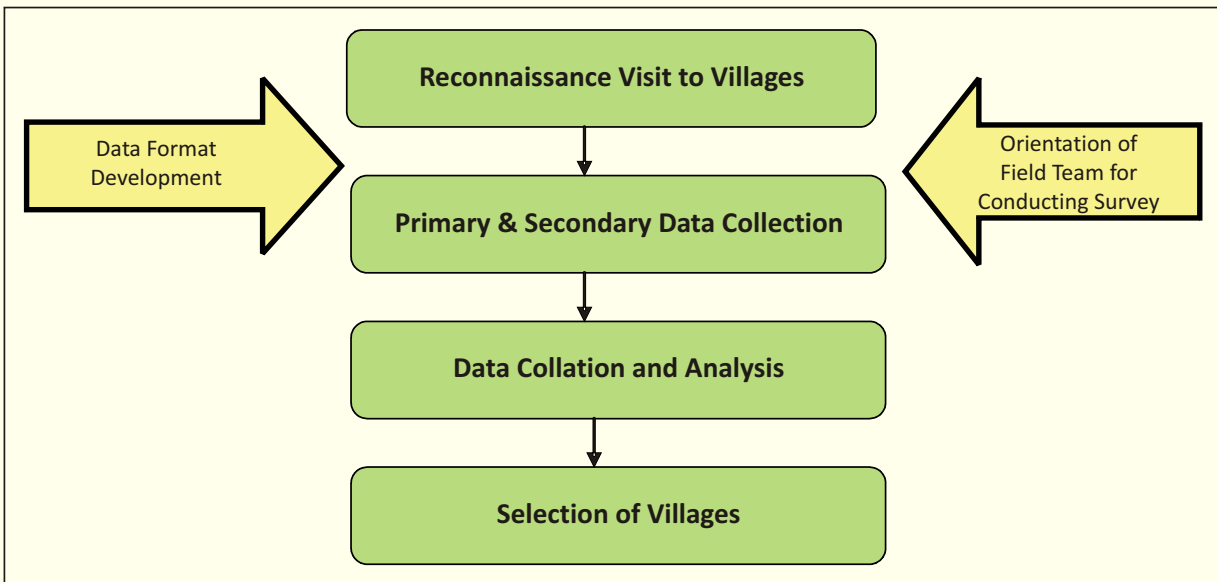 Reconnaissance Visit to Villages
Data Format
Development
Orientation of
Field Team for
Conducting Survey
Primary & Secondary Data Collection
Data Collation and Analysis
Selection of Villages